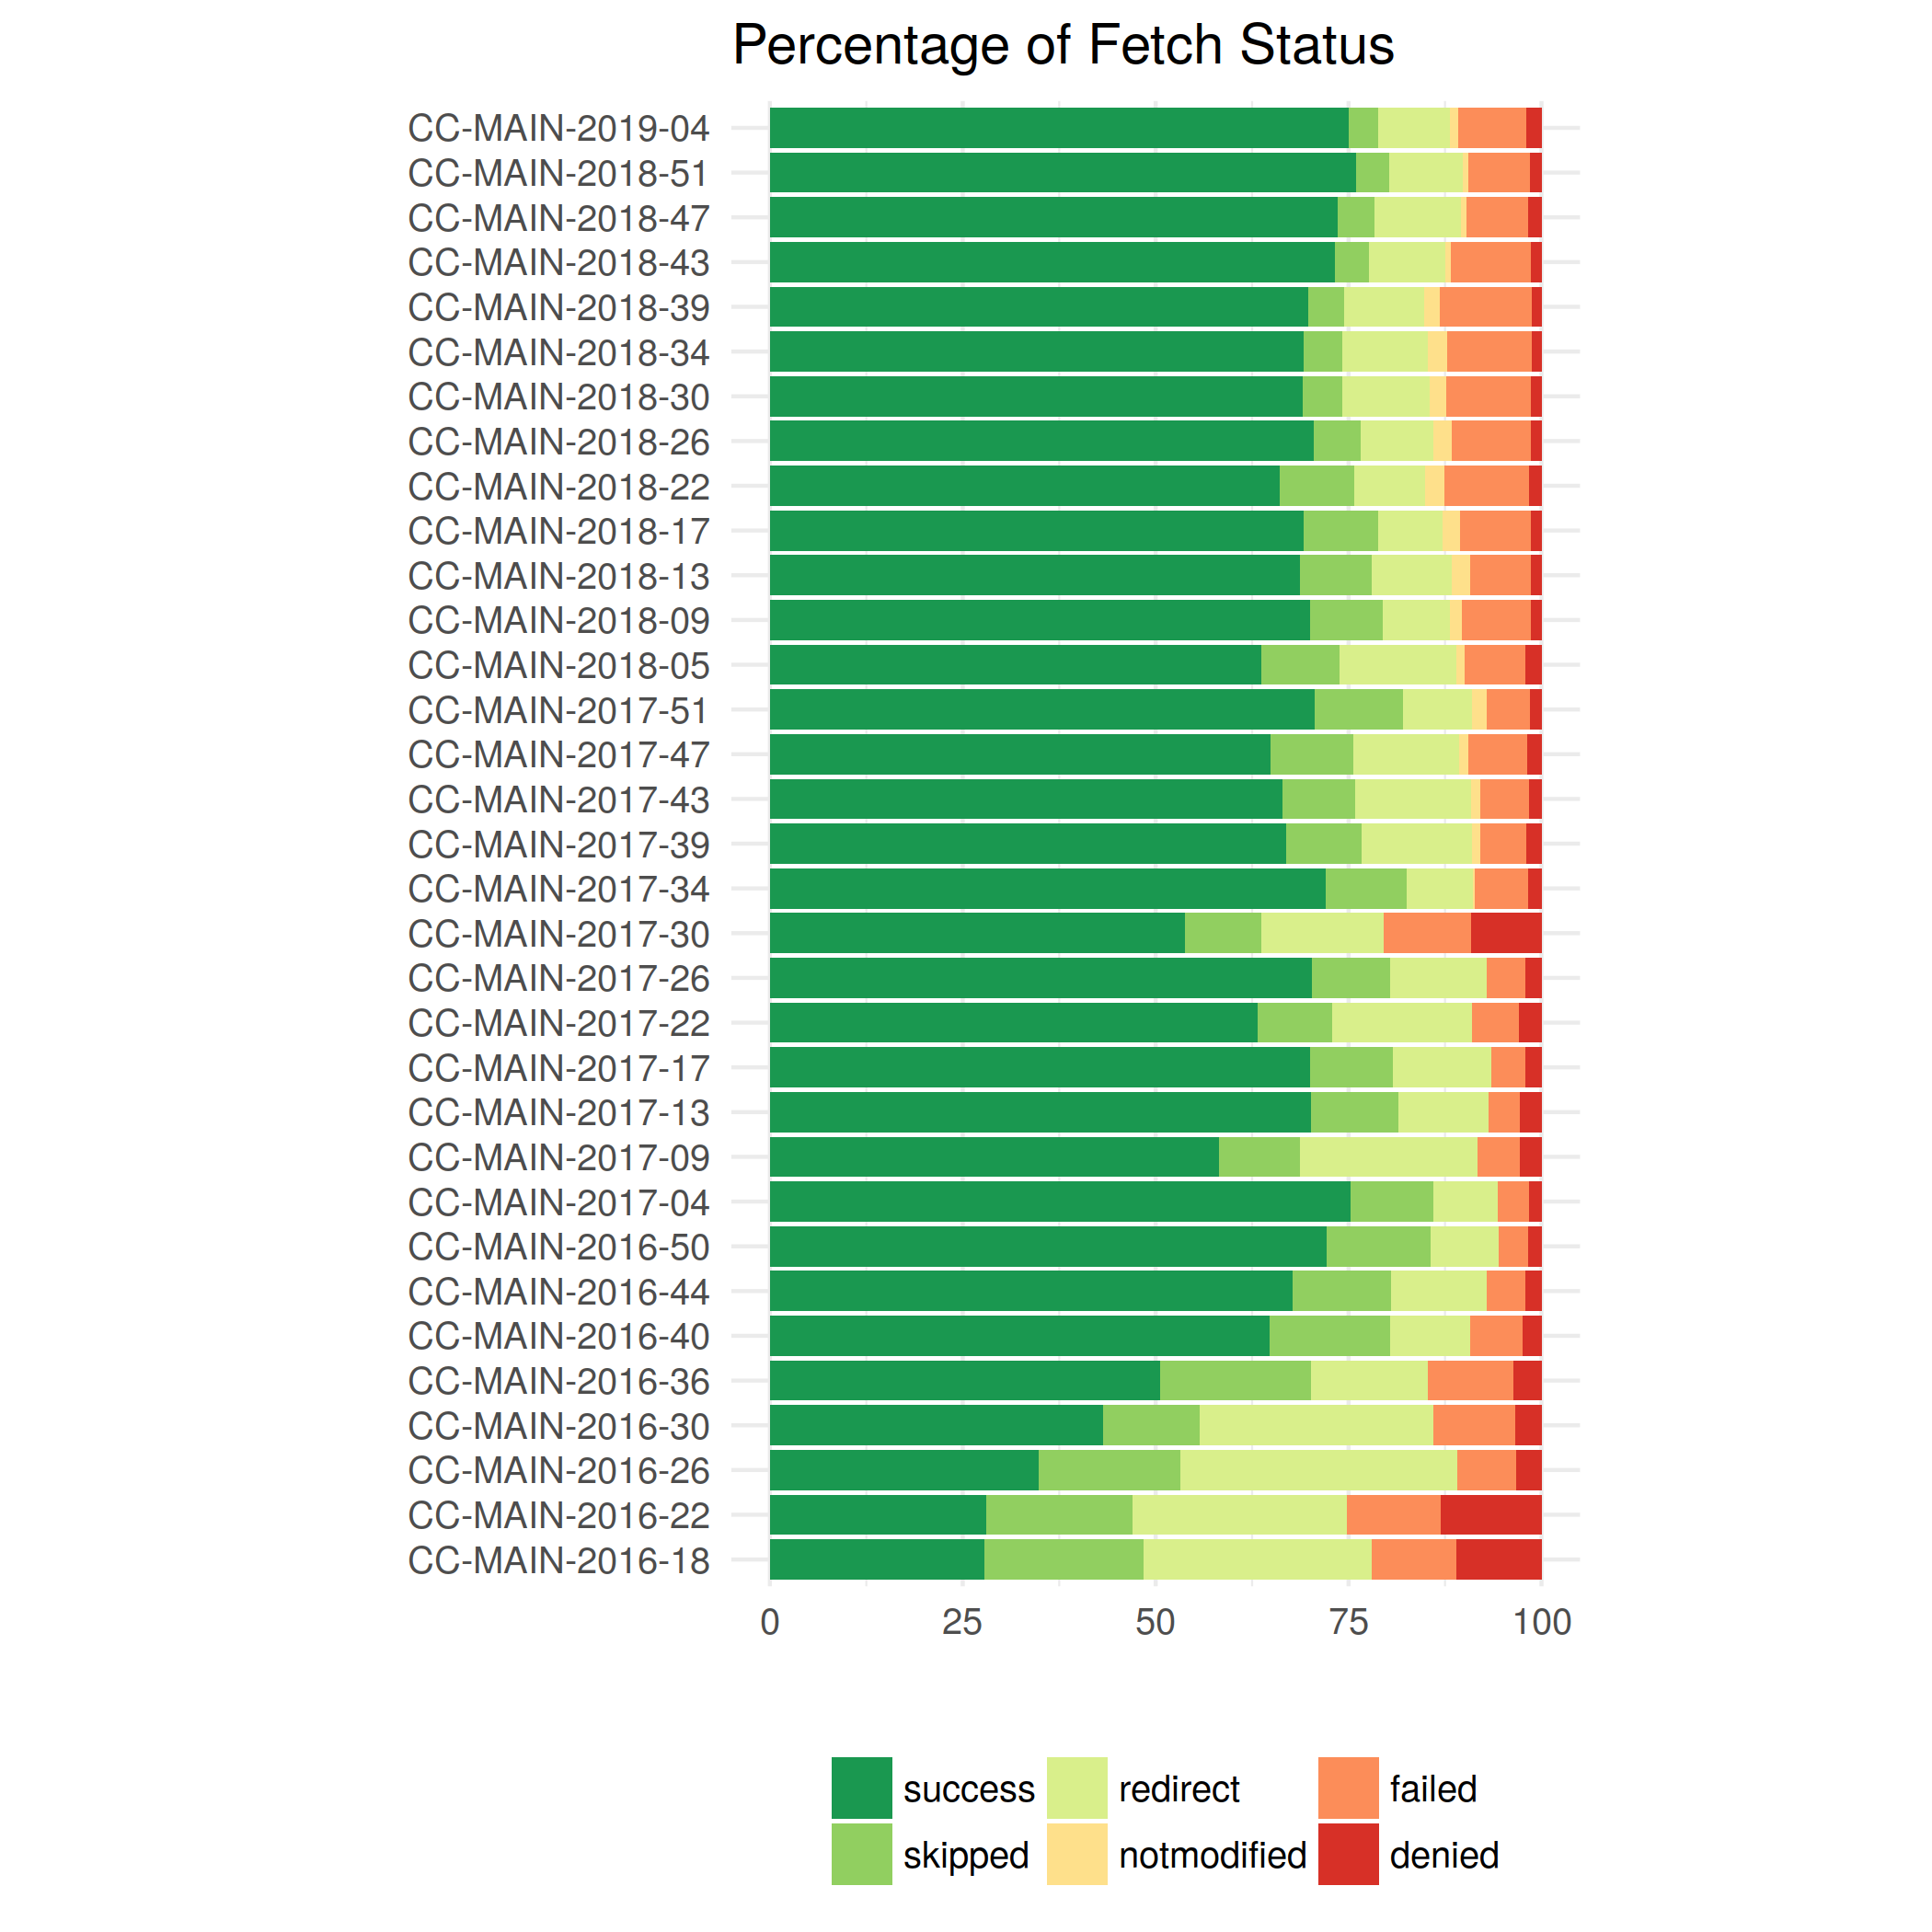 Percentage of Fetch Status
CC-MAIN-2019-04
CC-MAIN-2018-51
CC-MAIN-2018-47
CC-MAIN-2018-43
CC-MAIN-2018-39
CC-MAIN-2018-34
CC-MAIN-2018-30
CC-MAIN-2018-26
CC-MAIN-2018-22
CC-MAIN-2018-17
CC-MAIN-2018-13
CC-MAIN-2018-09
CC-MAIN-2018-05
CC-MAIN-2017-51
CC-MAIN-2017-47
CC-MAIN-2017-43
CC-MAIN-2017-39
CC-MAIN-2017-34
CC-MAIN-2017-30
CC-MAIN-2017-26
CC-MAIN-2017-22
CC-MAIN-2017-17
CC-MAIN-2017-13
CC-MAIN-2017-09
CC-MAIN-2017-04
CC-MAIN-2016-50
CC-MAIN-2016-44
CC-MAIN-2016-40
CC-MAIN-2016-36
CC-MAIN-2016-30
CC-MAIN-2016-26
CC-MAIN-2016-22
CC-MAIN-2016-18
0 25 50 75 100
success redirect failed
skipped notmodified denied